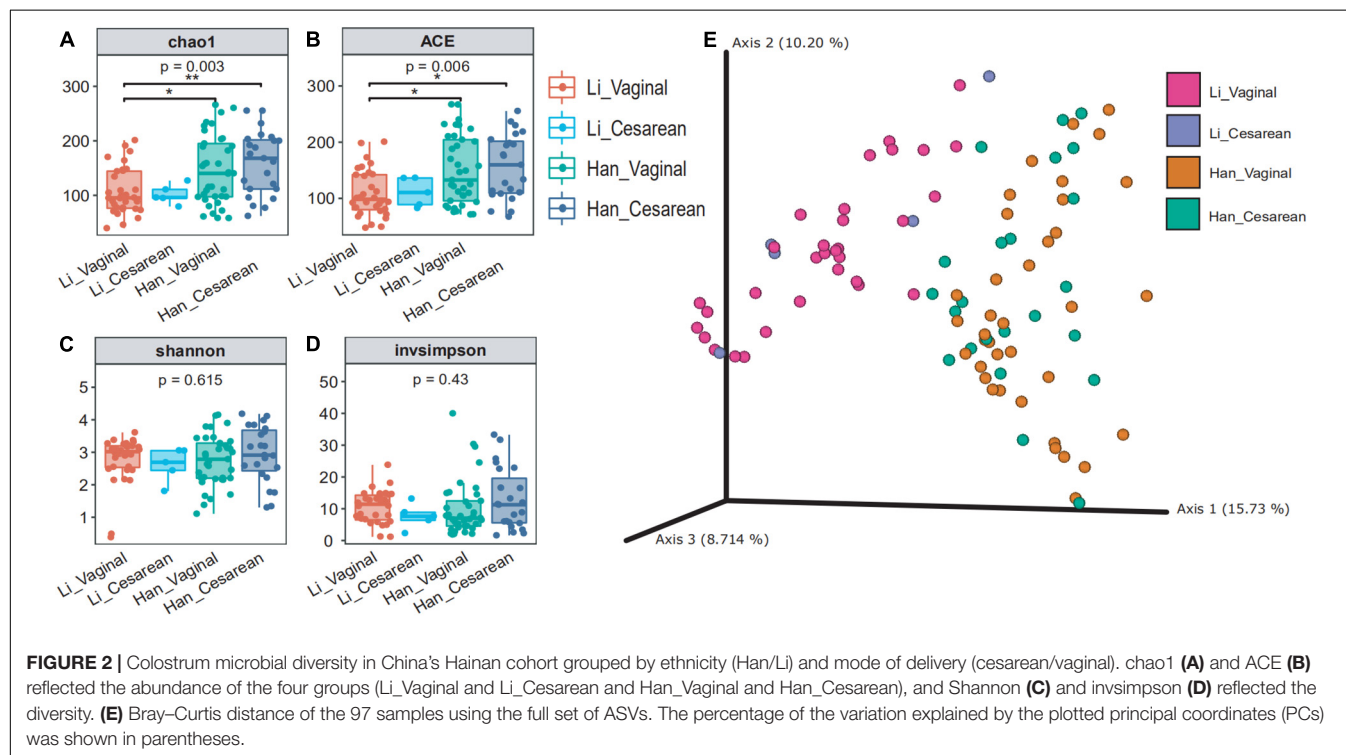 A
chao1
p = 0.003
**
*
300
200
100
Li_Vaginal
Li_Cesarean
Han_Vaginal
Han_Cesarean
B
ACE
p = 0.006
*
*
300
200
100
Li_Vaginal
Li_Cesarean
Han_Vaginal
Han_Cesarean
Li_Vaginal
Li_Cesarean
Han_Vaginal
Han_Cesarean
C
shannon
p = 0.615
5
4
3
2
1
Li_Vaginal
Li_Cesarean
Han_Vaginal
Han_Cesarean
D
invsimpson
p = 0.43
50
40
30
20
10
0
Li_Vaginal
Li_Cesarean
Han_Vaginal
Han_Cesarean
E
Axis 2 (10.20 %)
Li_Vaginal
Li_Cesarean
Han_Vaginal
Han_Cesarean
Axis 1 (15.73 %)
Axis 3 (8.714 %)
FIGURE 2 | Colostrum microbial diversity in China's Hainan cohort grouped by ethnicity (Han/Li) and mode of delivery (cesarean/vaginal). chao1 (A) and ACE (B)
reflected the abundance of the four groups (Li_Vaginal and Li_Cesarean and Han_Vaginal and Han_Cesarean), and Shannon (C) and invsimpson (D) reflected the
diversity. (E) Bray–Curtis distance of the 97 samples using the full set of ASVs. The percentage of the variation explained by the plotted principal coordinates (PCs)
was shown in parentheses.